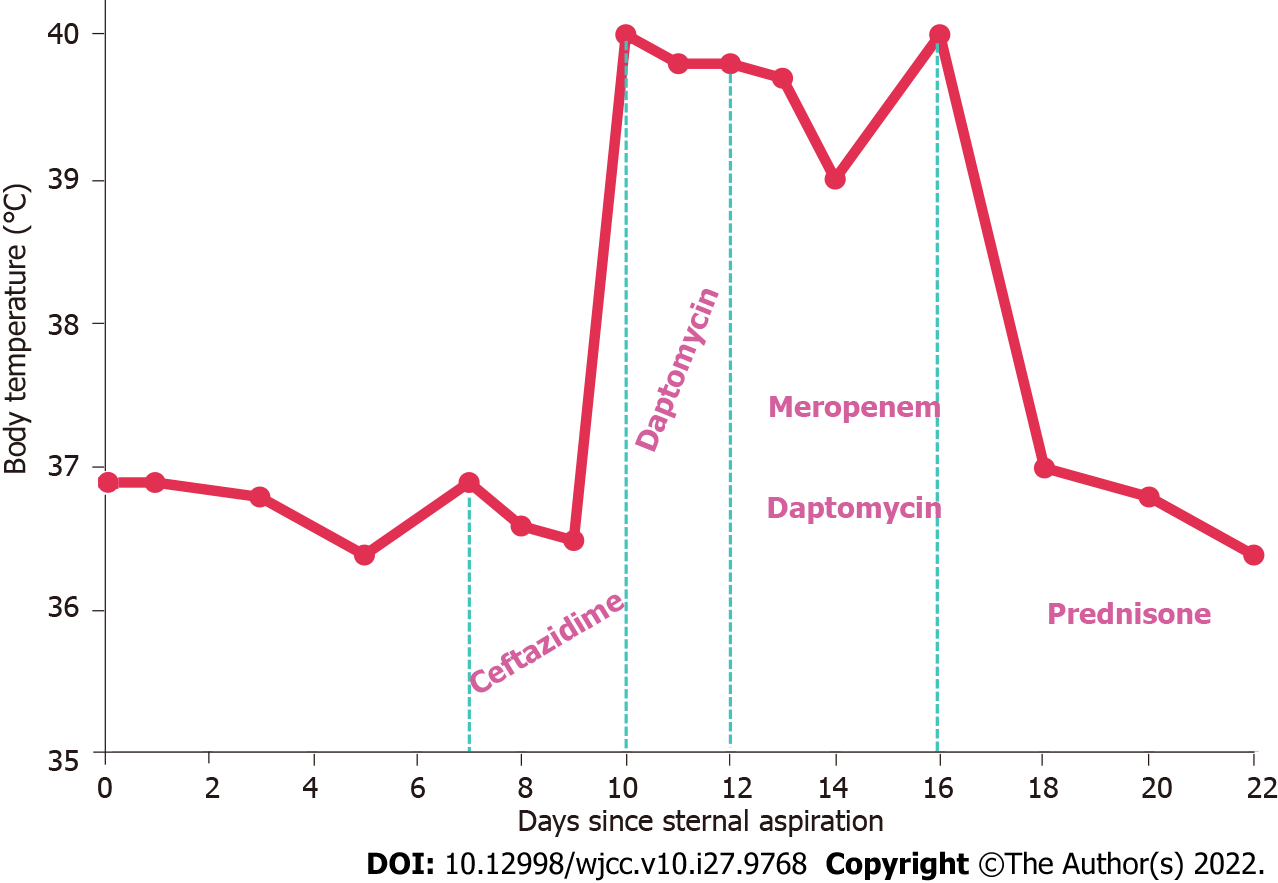 40
39
38
37
36
35
Body temperature (°C)
Ceftazidime
Daptomycin
Meropenem
Daptomycin
Prednisone
0 2 4 6 8 10 12 14 16 18 20 22
Days since sternal aspiration
DOI: 10.12998/wjcc.v10.i27.9768 Copyright ©The Author(s) 2022.